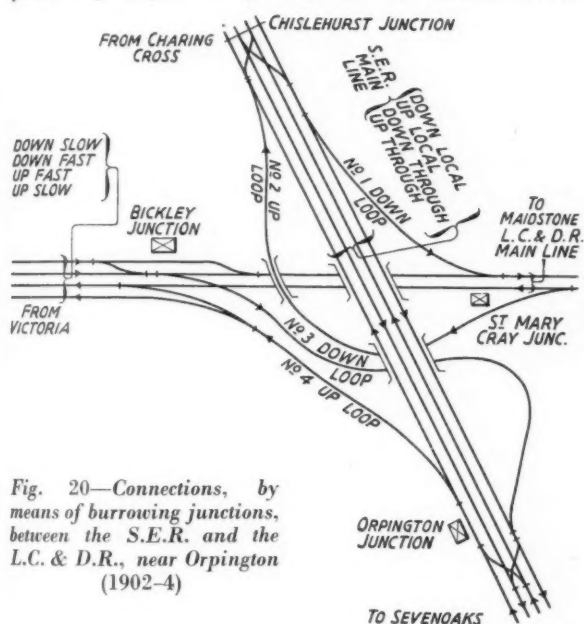 CHISLEHURST JUNCTION
FROM CHARING
CROSS
S.E.R.
MAIN
LINE
DOWN LOCAL
UP LOCAL
DOWN THROUGH
UP THROUGH
DOWN SLOW
DOWN FAST
UP FAST
UP SLOW
BICKLEY
JUNCTION
Nº 2 UP
LOOP
Nº 1 DOWN
LOOP
TO
MAIDSTONE
L.C.& D.R.
MAIN LINE
FROM
VICTORIA
ST MARY
CRAY JUNC.
Nº 3 DOWN
LOOP
Nº 4 UP LOOP
Fig. 20—Connections, by
means of burrowing junctions,
between the S.E.R. and the
L.C. & D.R., near Orpington
(1902-4)
ORPINGTON
JUNCTION
TO SEVENOAKS